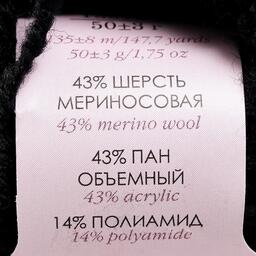 50±3 г
135±8 m/147,7 yards
50±3 g/1,75 oz
43% ШЕРСТЬ
МЕРИНОСОВАЯ
43% merino wool
43% ПАН
ОБЪЕМНЫЙ
43% acrylic
14% ПОЛИАМИД
14% polyamide